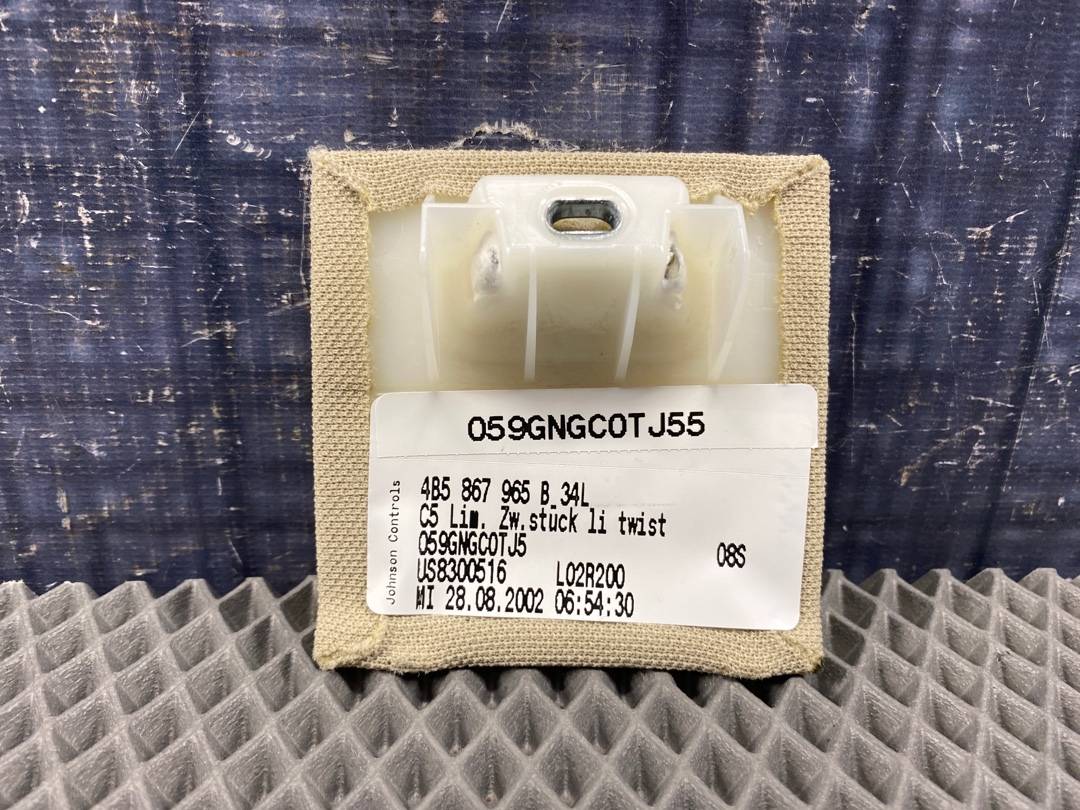 059GNGC0TJ55
Johnson Controls
4B5 867 965 B 34L
C5 Lim. Zw.stuck li twist
059GNGC0TJ5
08S
US8300516 L02R200
MI 28.08.2002 06:54:30